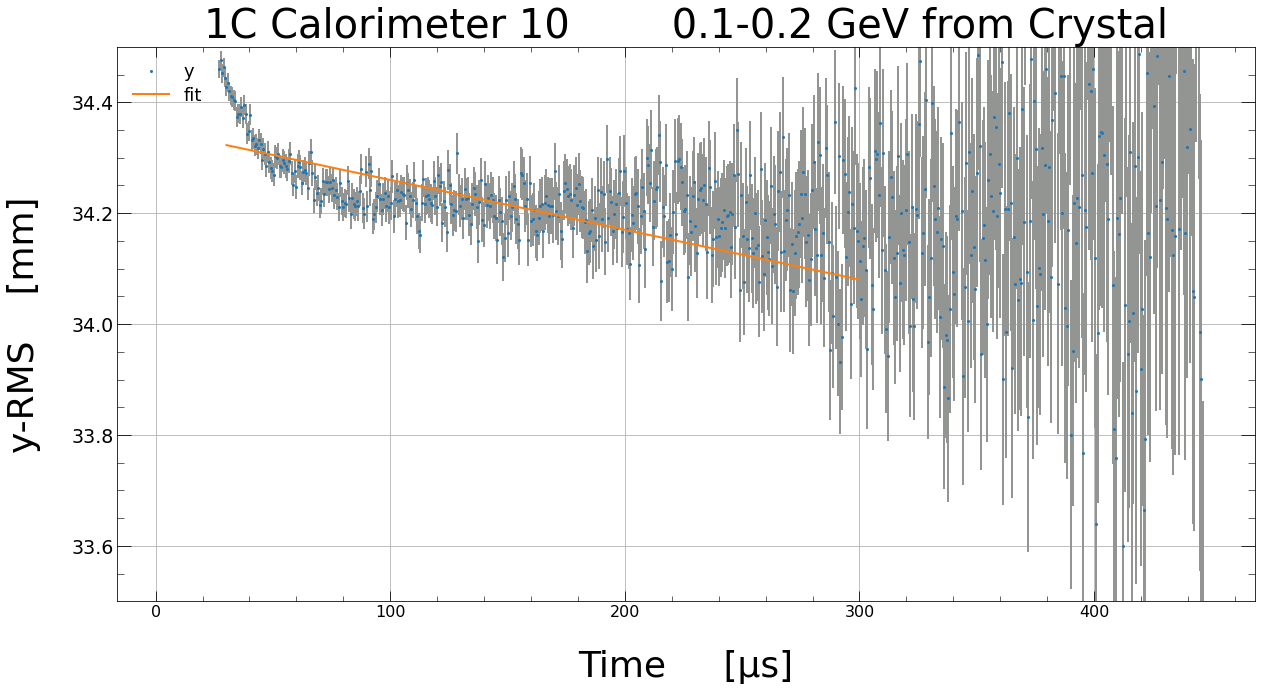 1C Calorimeter 10 0.1-0.2 GeV from Crystal
y
fit
34.4
34.2
34.0
33.8
33.6
y-RMS [mm]
0 100 200 300 400
Time [µs]